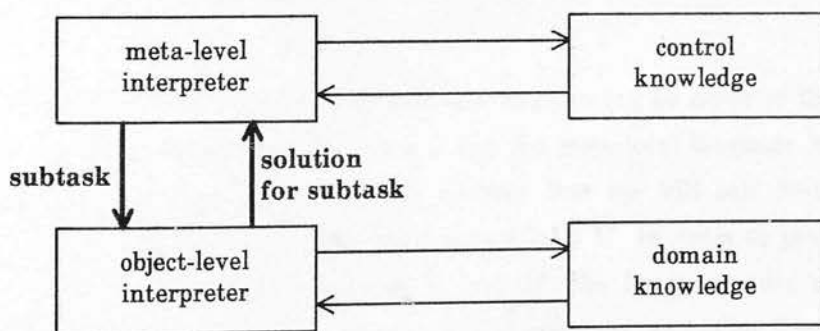 meta-level
interpreter
control
knowledge
subtask
solution
for subtask
object-level
interpreter
domain
knowledge